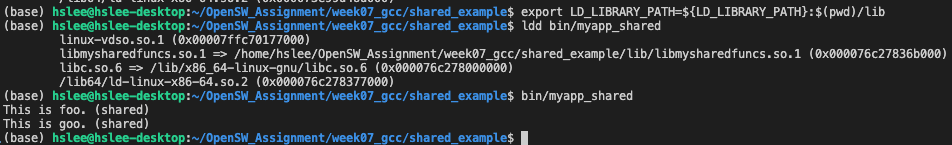 (base) hslee@hslee-desktop:~/OpenSW_Assignment/week07_gcc/shared_example$ export LD_LIBRARY_PATH=${LD_LIBRARY_PATH}:$(pwd)/lib
(base) hslee@hslee-desktop:~/OpenSW_Assignment/week07_gcc/shared_example$ ldd bin/myapp_shared
linux-vdso.so.1 (0x00007ffc70177000)
libmysharedfuncs.so.1 => /home/hslee/OpenSW_Assignment/week07_gcc/shared_example/lib/libmysharedfuncs.so.1 (0x000076c27836b000)
libc.so.6 => /lib/x86_64-linux-gnu/libc.so.6 (0x000076c278000000)
/lib64/ld-linux-x86-64.so.2 (0x000076c278377000)
(base) hslee@hslee-desktop:~/OpenSW_Assignment/week07_gcc/shared_example$ bin/myapp_shared
This is foo. (shared)
This is goo. (shared)
(base) hslee@hslee-desktop:~/OpenSW_Assignment/week07_gcc/shared_example$